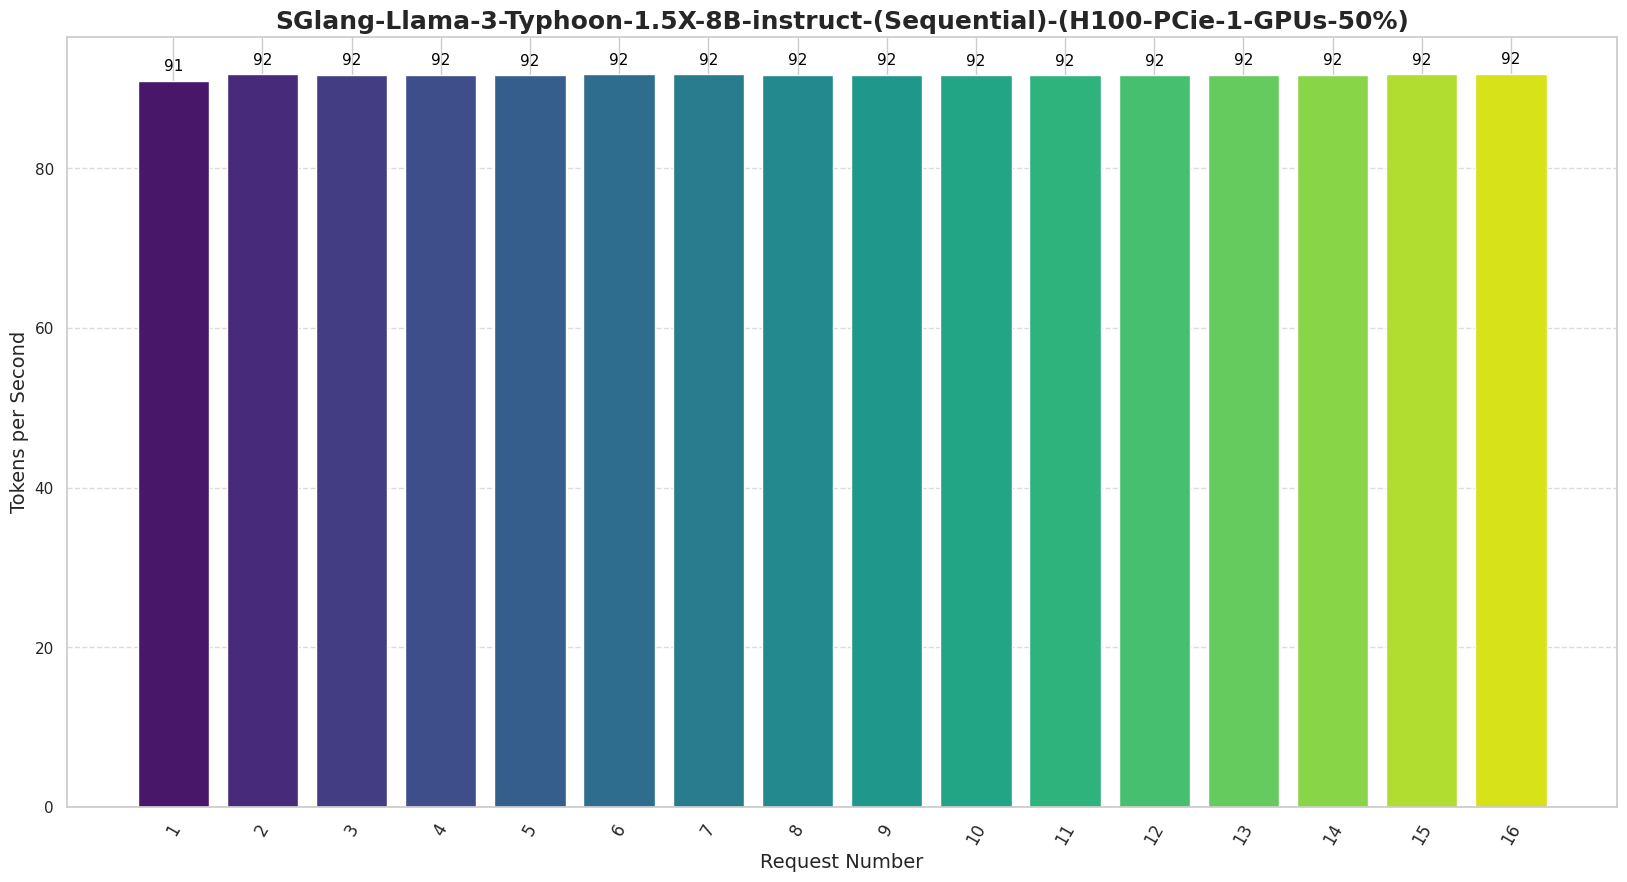 SGlang-Llama-3-Typhoon-1.5X-8B-instruct-(Sequential)-(H100-PCie-1-GPUs-50%)
91 92 92 92 92 92 92 92 92 92 92 92 92 92 92 92
80
60
40
20
0
Tokens per Second
1 2 3 4 5 6 7 8 9 10 11 12 13 14 15 16
Request Number